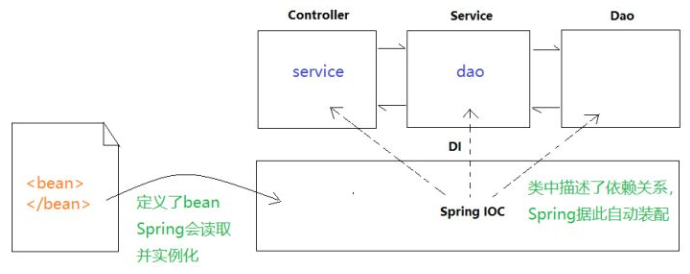 Controller
Service
Dao
service
dao
DI
<bean>
</bean>
定义了bean
Spring会读取
并实例化
Spring IOC
类中描述了依赖关系，
Spring据此自动装配